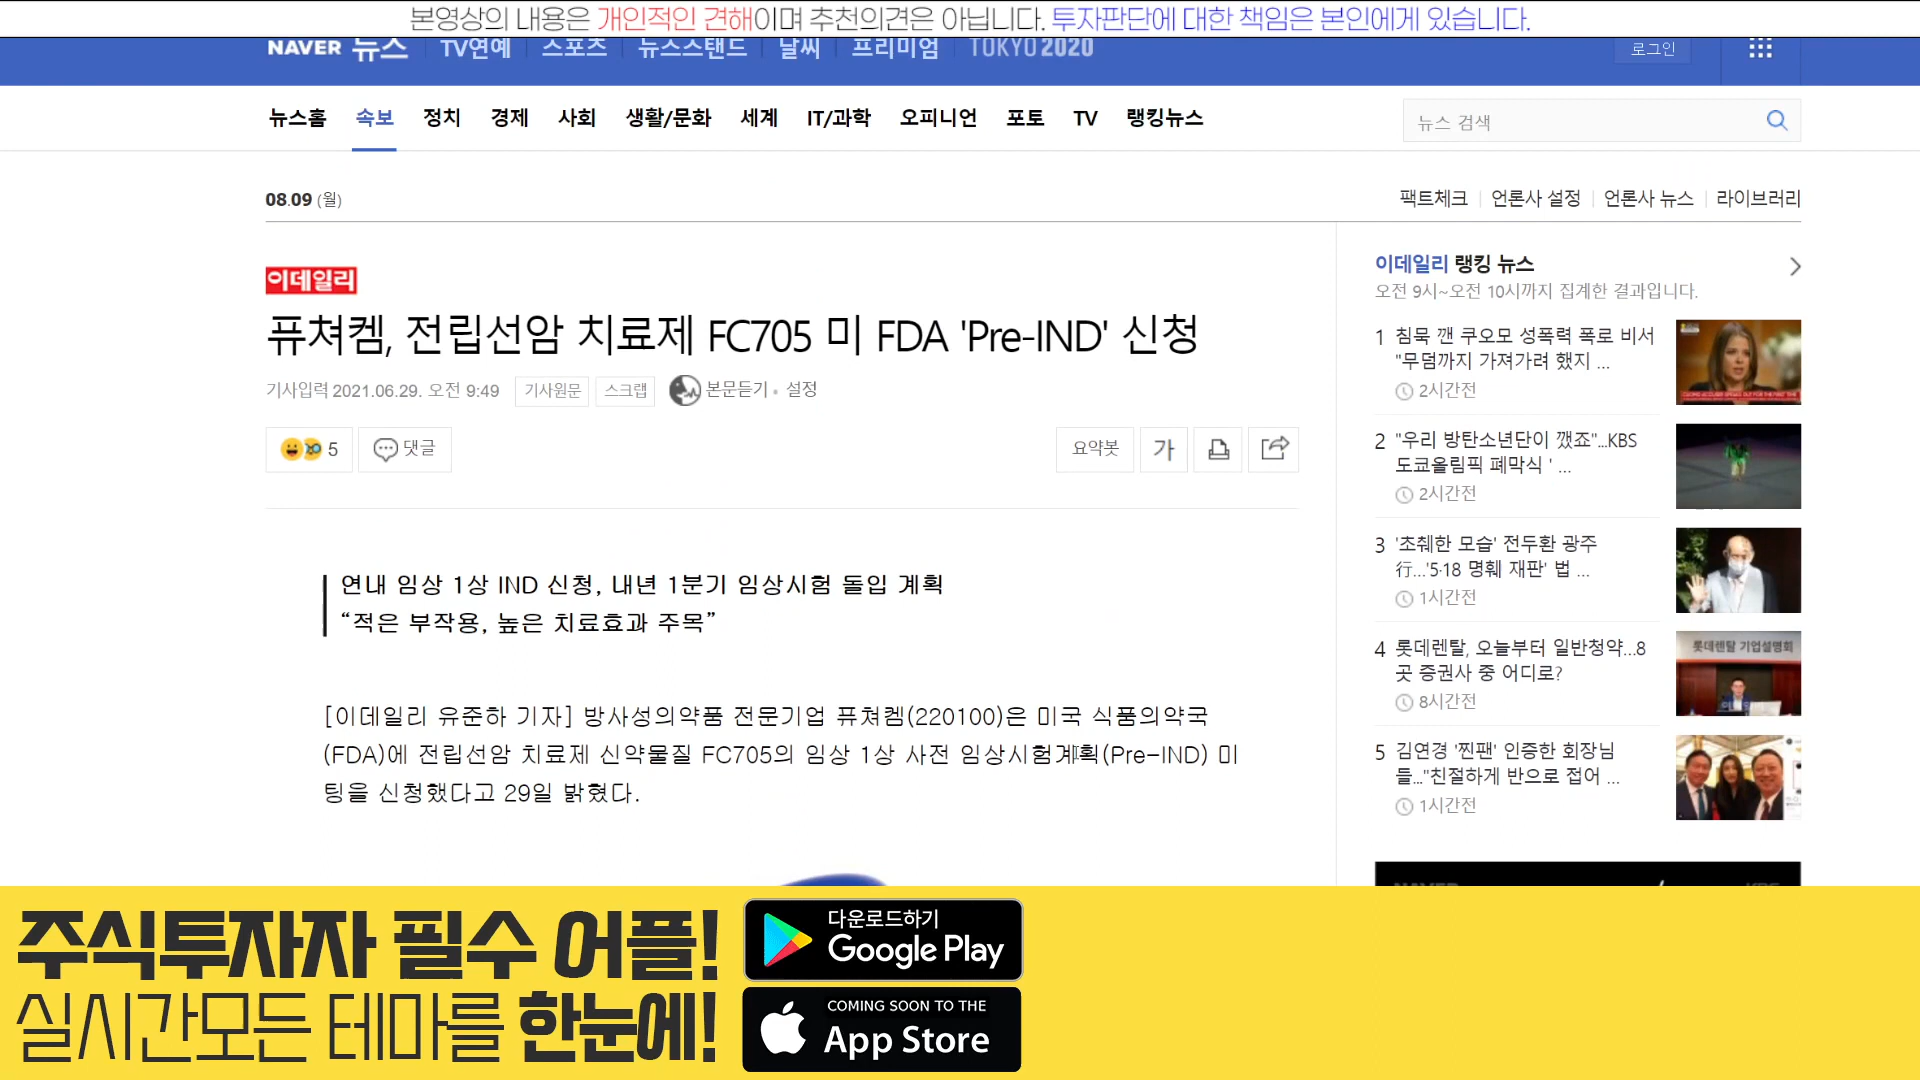 본영상의 내용은 개인적인 견해이며 추천의견은 아닙니다. 투자판단에 대한 책임은 본인에게 있습니다.
NAVER 뉴스 TV연예 스포츠 뉴스스탠드 날씨 프리미엄 TOKYO 2020 로그인
뉴스홈 속보 정치 경제 사회 생활/문화 세계 IT/과학 오피니언 포토 TV 랭킹뉴스 뉴스 검색
08.09 (월) 팩트체크 언론사 설정 언론사 뉴스 라이브러리
이데일리
퓨쳐켐, 전립선암 치료제 FC705 미 FDA 'Pre-IND' 신청
기사입력 2021.06.29. 오전 9:49 기사원문 스크랩 본문듣기 · 설정
5 댓글 요약봇 가
연내 임상 1상 IND 신청, 내년 1분기 임상시험 돌입 계획
“적은 부작용, 높은 치료효과 주목”
[이데일리 유준하 기자] 방사성의약품 전문기업 퓨쳐켐(220100)은 미국 식품의약국
(FDA)에 전립선암 치료제 신약물질 FC705의 임상 1상 사전 임상시험계획(Pre-IND) 미
팅을 신청했다고 29일 밝혔다.
이데일리 랭킹 뉴스
오전 9시~오전 10시까지 집계한 결과입니다.
1 침묵 깬 쿠오모 성폭력 폭로 비서
"무덤까지 가져가려 했지 ...
2시간전
2 "우리 방탄소년단이 깼죠"...KBS
도쿄올림픽 폐막식 ' ...
2시간전
3 '초췌한 모습' 전두환 광주
行...'5·18 명훼 재판' 법 ...
1시간전
4 롯데렌탈, 오늘부터 일반청약...8
곳 증권사 중 어디로?
8시간전
롯데렌탈 기업설명회
5 김연경 '찐팬' 인증한 회장님
들..."친절하게 반으로 접어 ...
1시간전
주식투자자 필수 어플!
실시간모든 테마를 한눈에!
다운로드하기
Google Play
COMING SOON TO THE
App Store